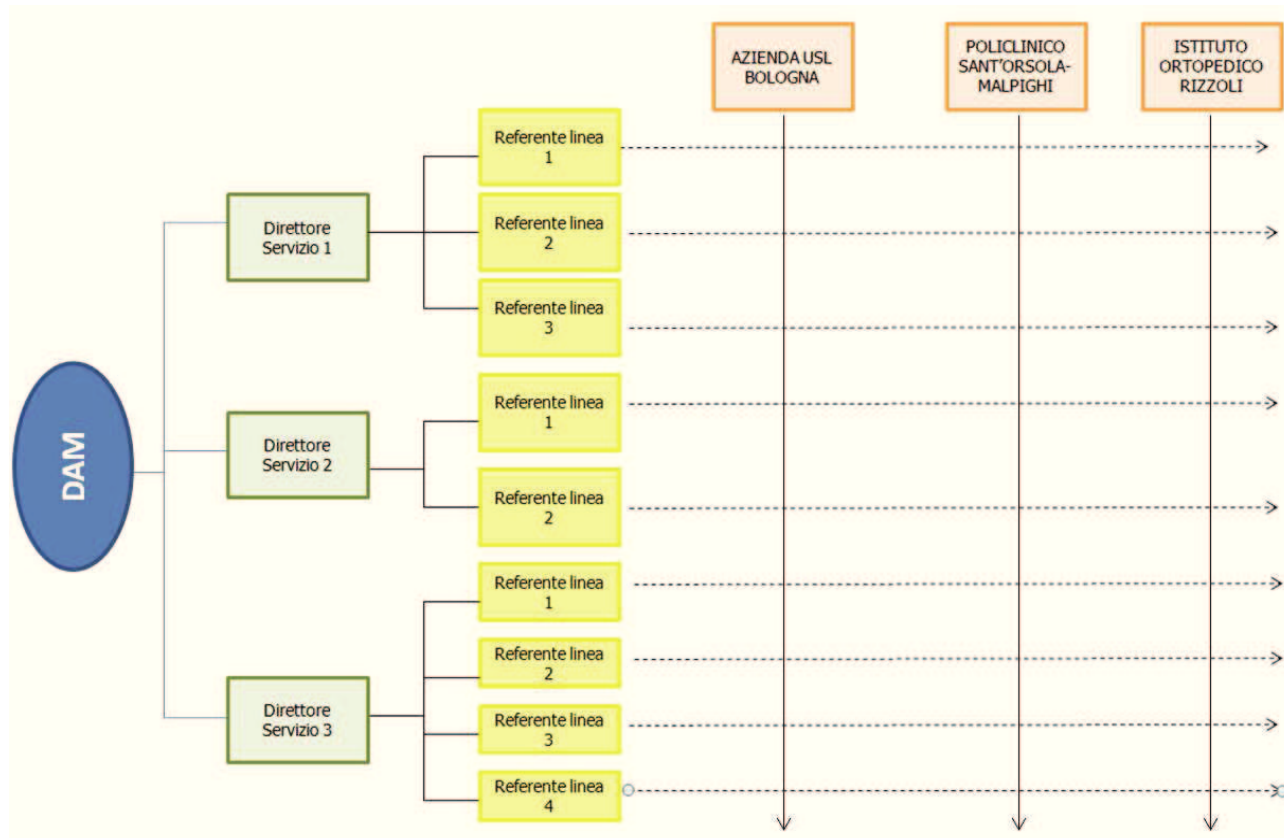 AZIENDA USL
BOLOGNA
POLICLINICO
SANT'ORSOLA-
MALPIGHI
ISTITUTO
ORTOPEDICO
RIZZOLI
DAM
Direttore
Servizio 1
Referente linea
1
Referente linea
2
Referente linea
3
Direttore
Servizio 2
Referente linea
1
Referente linea
2
Direttore
Servizio 3
Referente linea
1
Referente linea
2
Referente linea
3
Referente linea
4